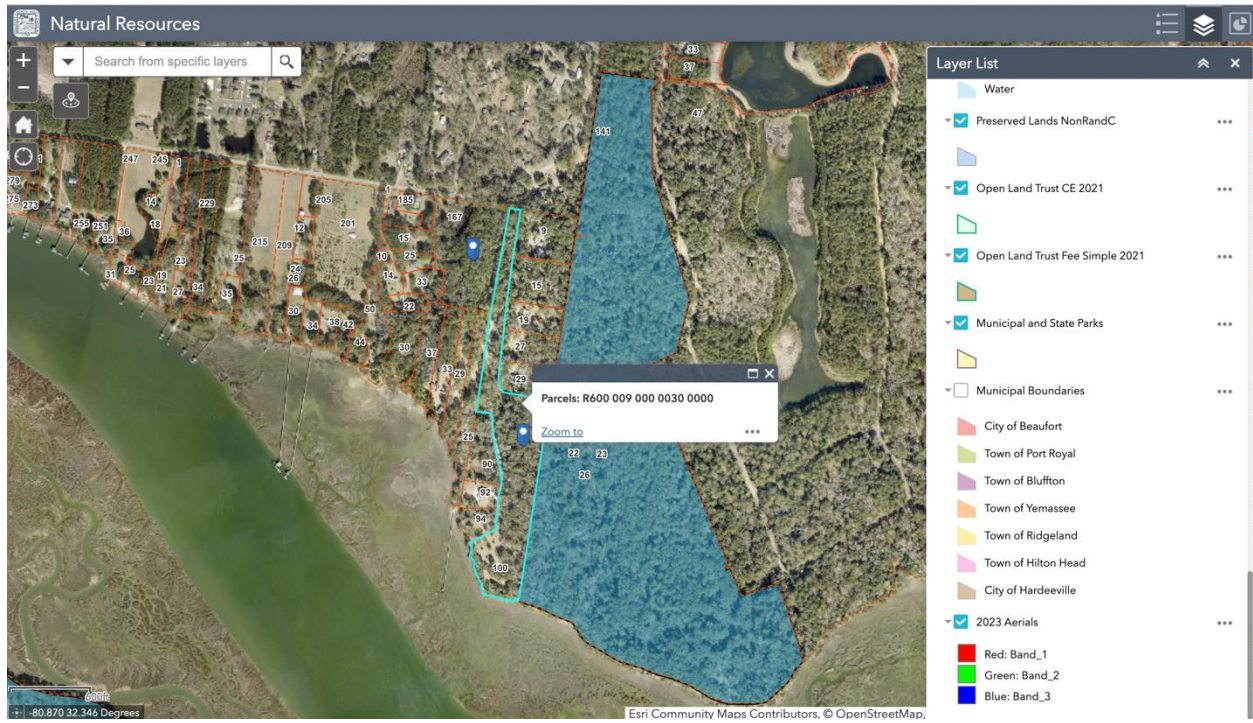 Natural Resources
Search from specific layers
Layer List
Water
Preserved Lands NonRandC
Open Land Trust CE 2021
Open Land Trust Fee Simple 2021
Municipal and State Parks
Municipal Boundaries
City of Beaufort
Town of Port Royal
Town of Bluffton
Town of Yemassee
Town of Ridgeland
Town of Hilton Head
City of Hardeeville
2023 Aerials
Red: Band_1
Green: Band_2
Blue: Band_3
33
37
47
141
247 245 1
279
275 273
14
229
205
1
185
167
255 251 36
35
18
12
201
15
9
215 209
10
25
31 25
23
25
24
26
14
33
15
19
23
21 27 34
35
30
50
22
19
34 38 42
44
30
37
27
33 29
29
Parcels: R600 009 000 0030 0000
Zoom to
25
22 23
26
90
92
94
100
600ft
-80.870 32.346 Degrees
Esri Community Maps Contributors, © OpenStreetMap,